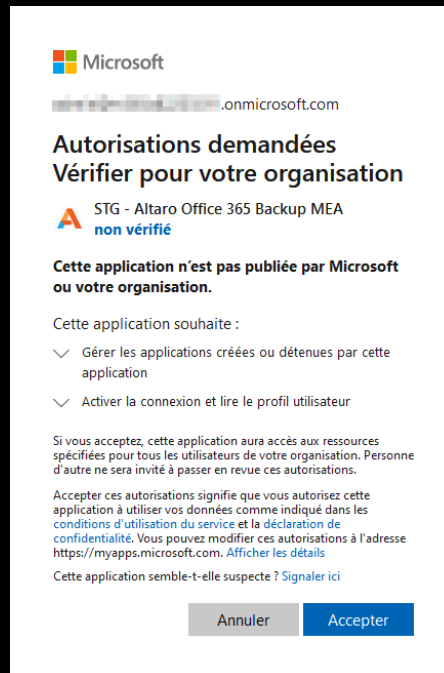 Microsoft
.onmicrosoft.com
Autorisations demandées
Vérifier pour votre organisation
STG - Altaro Office 365 Backup MEA
non vérifié
Cette application n'est pas publiée par Microsoft
ou votre organisation.
Cette application souhaite :
Gérer les applications créées ou détenues par cette
application
Activer la connexion et lire le profil utilisateur
Si vous acceptez, cette application aura accès aux ressources
spécifiées pour tous les utilisateurs de votre organisation. Personne
d'autre ne sera invité à passer en revue ces autorisations.
Accepter ces autorisations signifie que vous autorisez cette
application à utiliser vos données comme indiqué dans les
conditions d'utilisation du service et la déclaration de
confidentialité. Vous pouvez modifier ces autorisations à l'adresse
https://myapps.microsoft.com. Afficher les détails
Cette application semble-t-elle suspecte ? Signaler ici
Annuler
Accepter